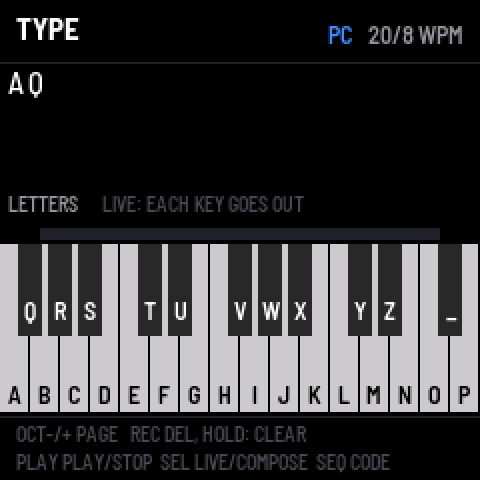 TYPE
PC 20/8 WPM
AQ
LETTERS LIVE: EACH KEY GOES OUT
Q R S T U V W X Y Z _
A B C D E F G H I J K L M N O P
OCT-/+ PAGE REC DEL, HOLD: CLEAR
PLAY PLAY/STOP SEL LIVE/COMPOSE SEQ CODE